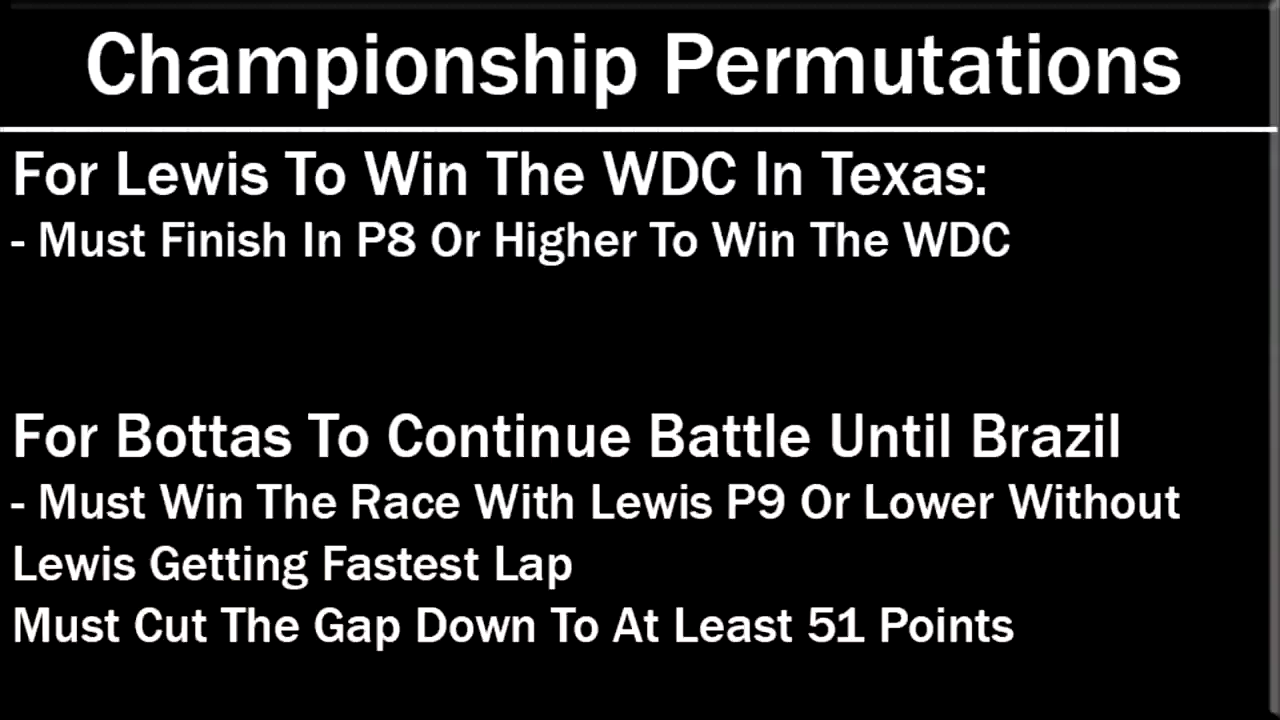 Championship Permutations
For Lewis To Win The WDC In Texas:
- Must Finish In P8 Or Higher To Win The WDC
For Bottas To Continue Battle Until Brazil
- Must Win The Race With Lewis P9 Or Lower Without
Lewis Getting Fastest Lap
Must Cut The Gap Down To At Least 51 Points